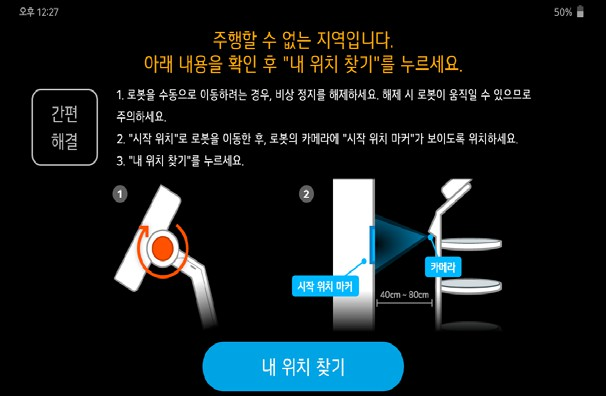 오후 12:27
50%
주행할 수 없는 지역입니다.
아래 내용을 확인 후 "내 위치 찾기"를 누르세요.
간편
해결
1. 로봇을 수동으로 이동하려는 경우, 비상 정지를 해제하세요. 해제 시 로봇이 움직일 수 있으므로
주의하세요.
2. "시작 위치"로 로봇을 이동한 후, 로봇의 카메라에 "시작 위치 마커"가 보이도록 위치하세요.
3. "내 위치 찾기"를 누르세요.
1
2
카메라
시작 위치 마커
40cm ~ 80cm
내 위치 찾기